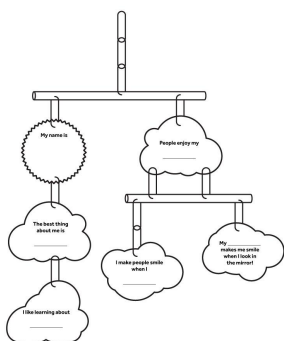 My name is
People enjoy my
The best thing
about me is
I make people smile
when I
My
makes me smile
when I look in
the mirror!
I like learning about